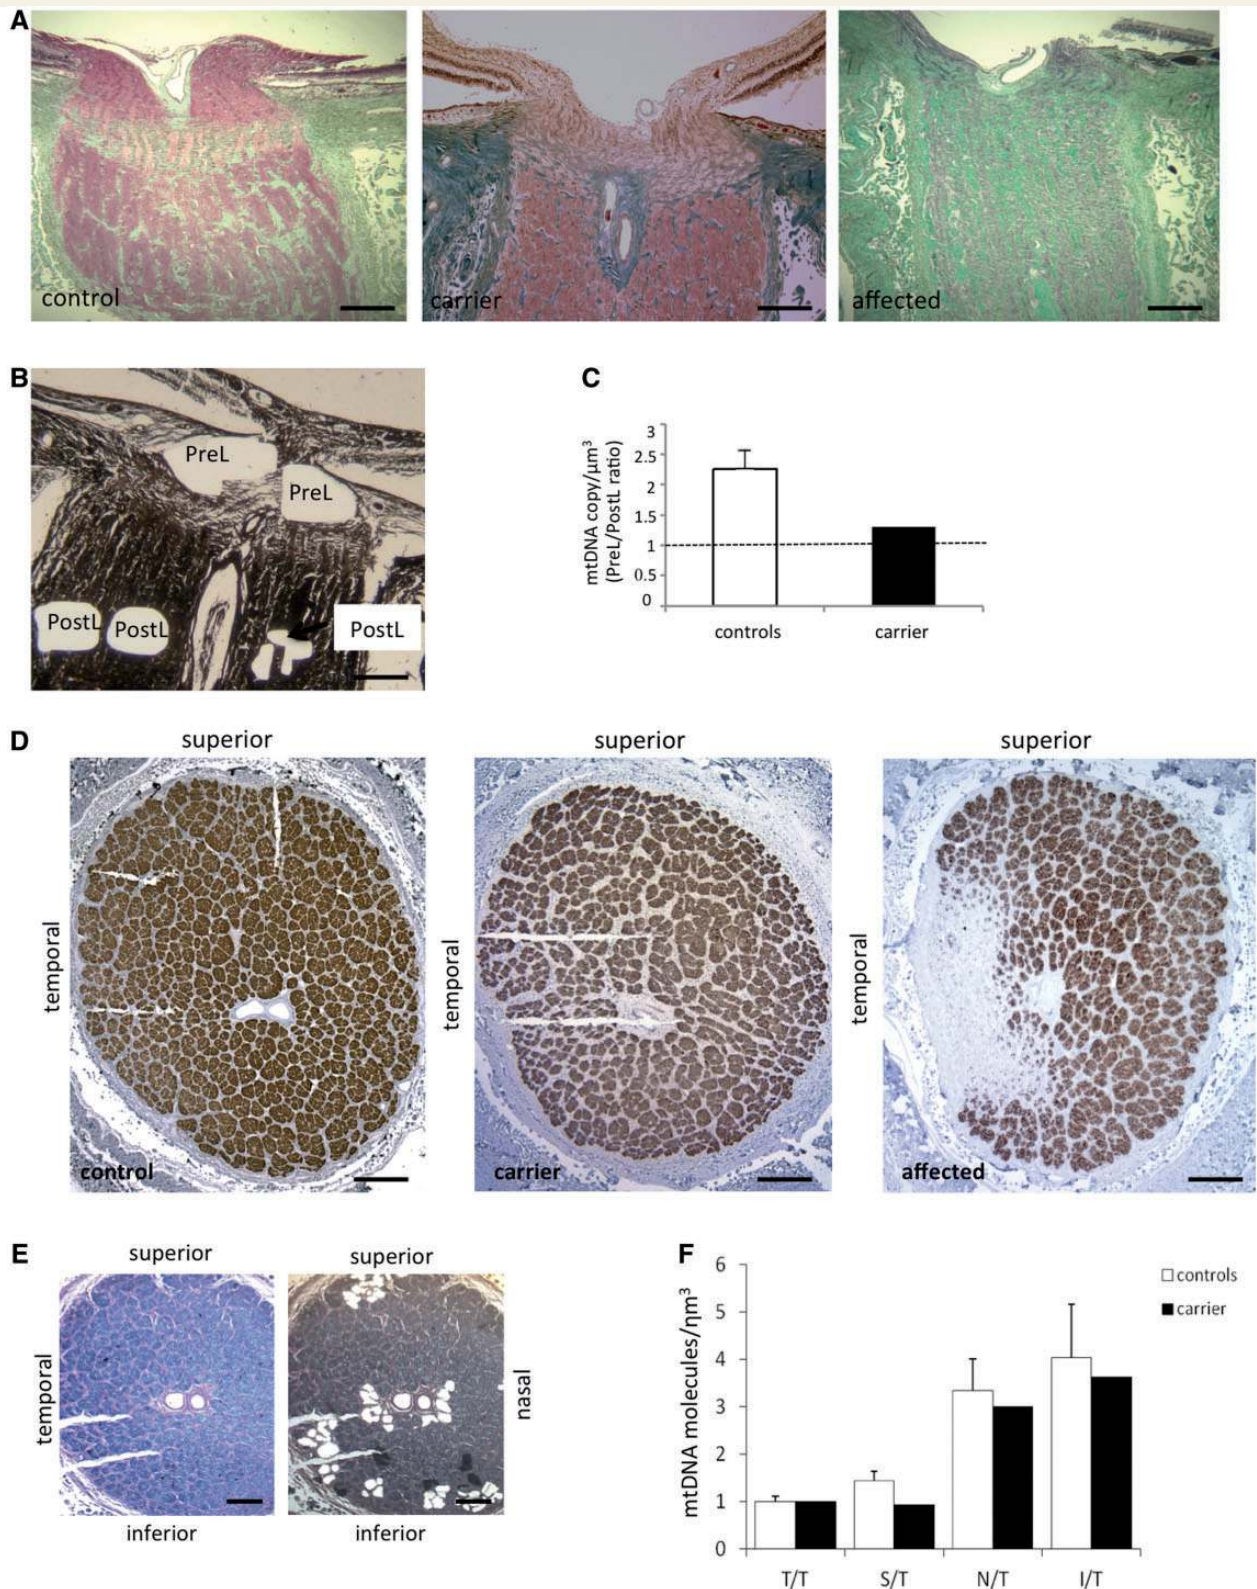 A
control
carrier
affected
B
PreL
PreL
PostL
PostL
PostL
C
mtDNA copy/µm³
(PreL/PostL ratio)
3
2.5
2
1.5
1
0.5
0
controls
carrier
D
superior
superior
superior
temporal
temporal
temporal
control
carrier
affected
E
superior
superior
temporal
nasal
inferior
inferior
F
mtDNA molecules/ηm³
6
5
4
3
2
1
0
controls
carrier
T/T
S/T
N/T
I/T